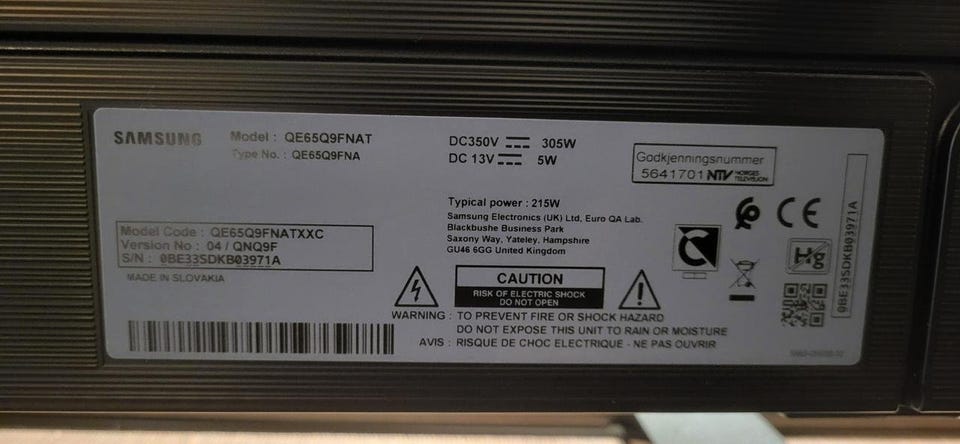 SAMSUNG
Model : QE65Q9FNAT
Type No. : QE65Q9FNA
DC350V 305W
DC 13V 5W
Godkjenningsnummer
5641701 NTV NORGES TELEVISJON
Typical power : 215W
Samsung Electronics (UK) Ltd, Euro QA Lab.
Blackbushe Business Park
Saxony Way, Yateley, Hampshire
GU46 6GG United Kingdom
Model Code : QE65Q9FNATXXC
Version No : 04 / QNQ9F
S/N : 0BE33SDKB03971A
MADE IN SLOVAKIA
CAUTION
RISK OF ELECTRIC SHOCK
DO NOT OPEN
WARNING : TO PREVENT FIRE OR SHOCK HAZARD
DO NOT EXPOSE THIS UNIT TO RAIN OR MOISTURE
AVIS : RISQUE DE CHOC ELECTRIQUE - NE PAS OUVRIR
CE
Hg
0BE33SDKB03971A